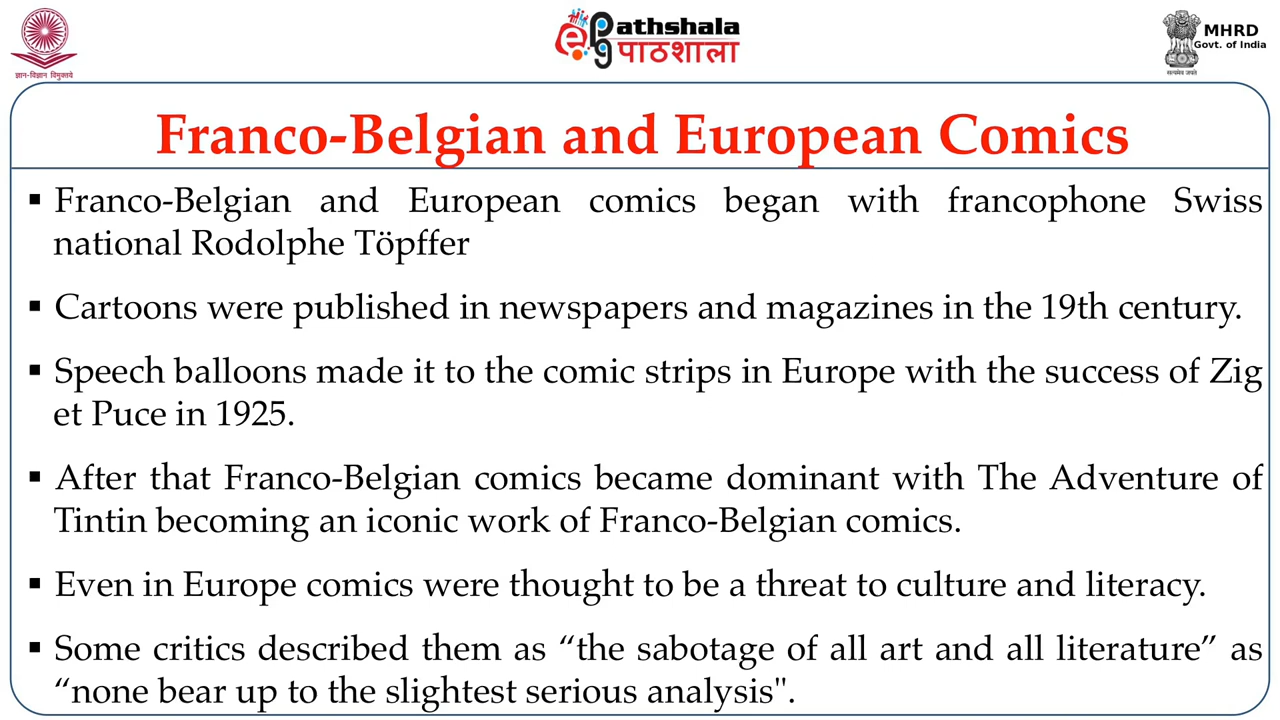 ज्ञान-विज्ञान विमुक्तये
ePG Pathshala
पाठशाला
MHRD
Govt. of India
सत्यमेव जयते
Franco-Belgian and European Comics
▪ Franco-Belgian and European comics began with francophone Swiss
national Rodolphe Töpffer
▪ Cartoons were published in newspapers and magazines in the 19th century.
▪ Speech balloons made it to the comic strips in Europe with the success of Zig
et Puce in 1925.
▪ After that Franco-Belgian comics became dominant with The Adventure of
Tintin becoming an iconic work of Franco-Belgian comics.
▪ Even in Europe comics were thought to be a threat to culture and literacy.
▪ Some critics described them as “the sabotage of all art and all literature” as
“none bear up to the slightest serious analysis".